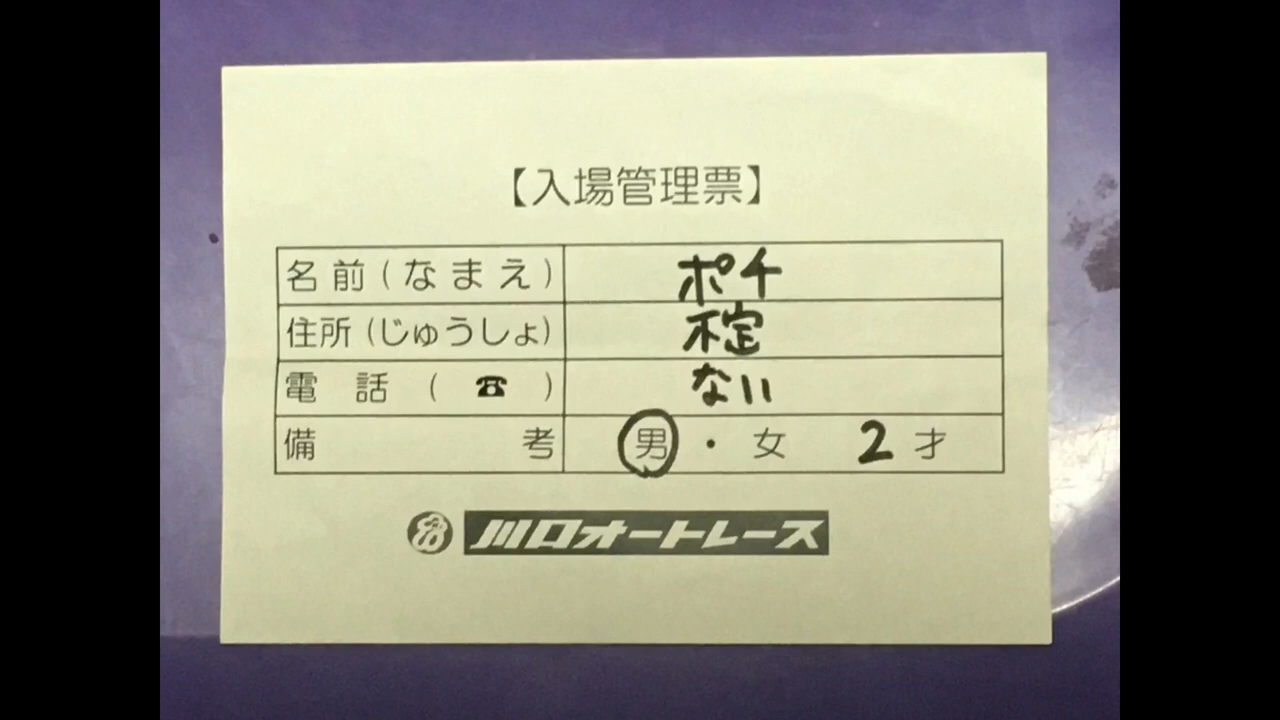 【入場管理票】
名前(なまえ) ポチ
住所(じゅうしょ) 不定
電話(☎) ない
備考 男・女 2才
川口オートレース